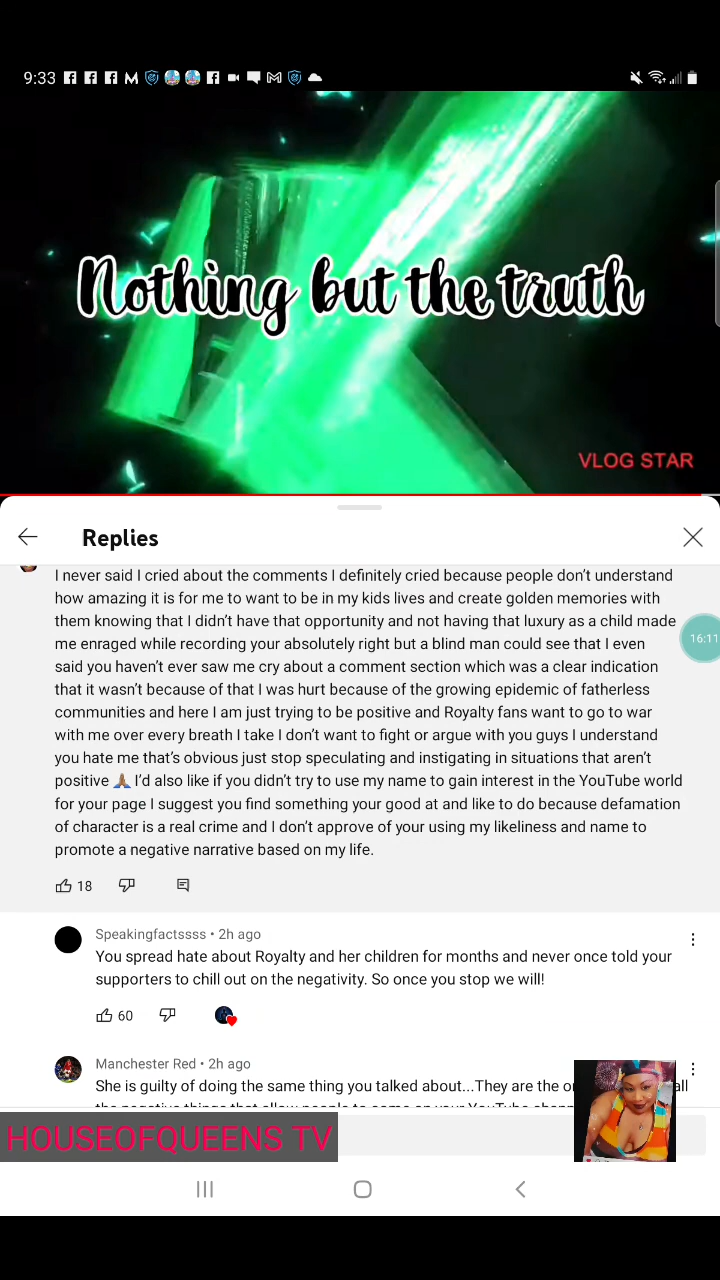 9:33
Nothing but the truth
VLOG STAR
Replies
I never said I cried about the comments I definitely cried because people don't understand
how amazing it is for me to want to be in my kids lives and create golden memories with
them knowing that I didn't have that opportunity and not having that luxury as a child made
me enraged while recording your absolutely right but a blind man could see that I even
16:11
said you haven't ever saw me cry about a comment section which was a clear indication
that it wasn't because of that I was hurt because of the growing epidemic of fatherless
communities and here I am just trying to be positive and Royalty fans want to go to war
with me over every breath I take I don't want to fight or argue with you guys I understand
you hate me that's obvious just stop speculating and instigating in situations that aren't
positive 🙏🏽 I'd also like if you didn't try to use my name to gain interest in the YouTube world
for your page I suggest you find something your good at and like to do because defamation
of character is a real crime and I don't approve of your using my likeliness and name to
promote a negative narrative based on my life.
18
Speakingfactssss • 2h ago
You spread hate about Royalty and her children for months and never once told your
supporters to chill out on the negativity. So once you stop we will!
60
Manchester Red • 2h ago
She is guilty of doing the same thing you talked about...They are the all
HOUSEOFQUEENS TV